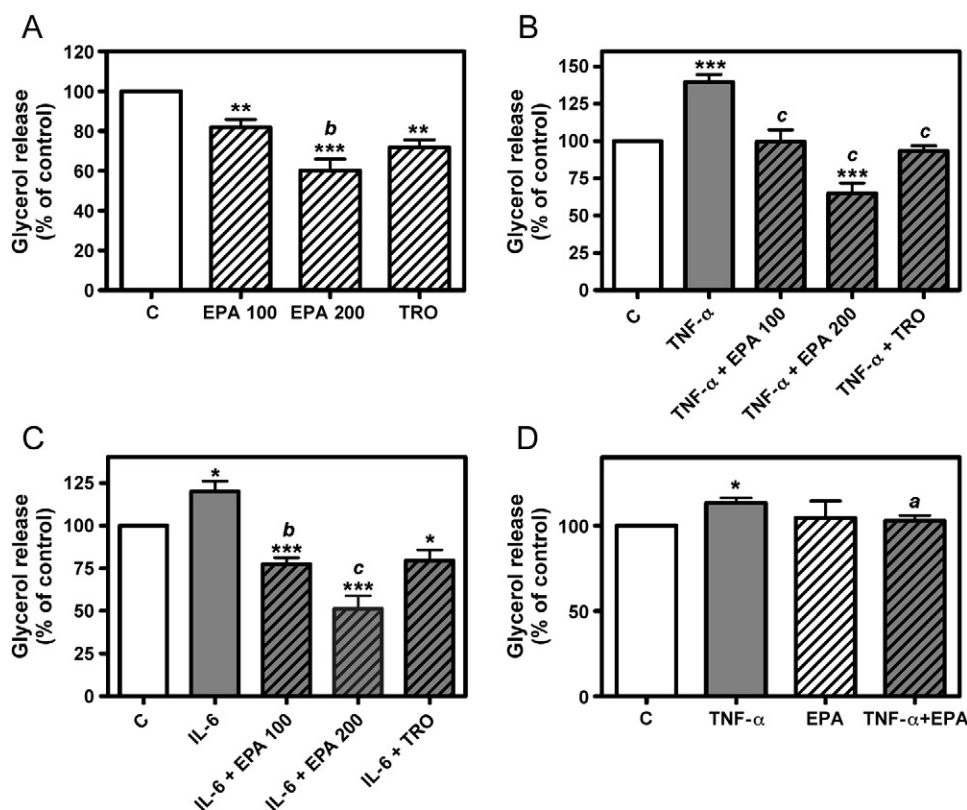 A
Glycerol release
(% of control)
120
100
80
60
40
20
0
**
b
***
**
C
EPA 100
EPA 200
TRO
B
Glycerol release
(% of control)
150
125
100
75
50
25
0
***
c
c
***
c
C
TNF-α
TNF-α + EPA 100
TNF-α + EPA 200
TNF-α + TRO
C
Glycerol release
(% of control)
125
100
75
50
25
0
*
b
***
c
***
*
C
IL-6
IL-6 + EPA 100
IL-6 + EPA 200
IL-6 + TRO
D
Glycerol release
(% of control)
100
50
0
*
a
C
TNF-α
EPA
TNF-α+EPA